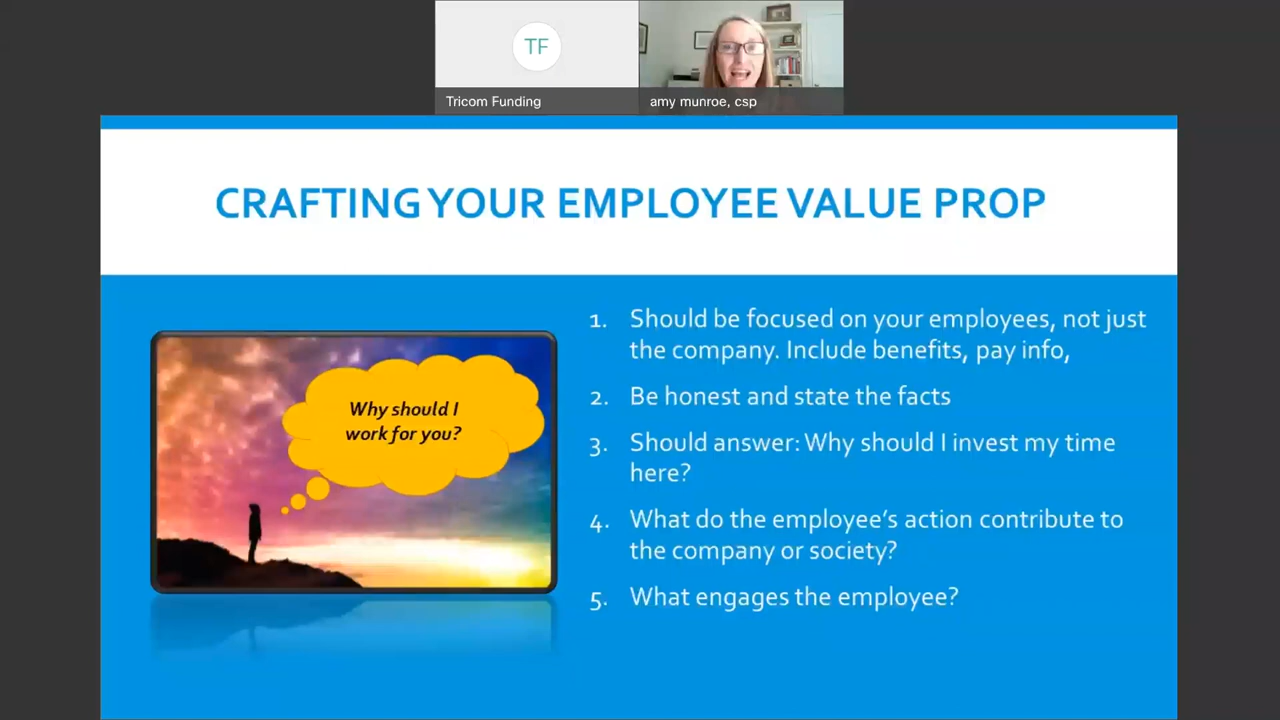 TF
Tricom Funding
amy munroe, csp
CRAFTING YOUR EMPLOYEE VALUE PROP
Why should I
work for you?
1. Should be focused on your employees, not just
the company. Include benefits, pay info,
2. Be honest and state the facts
3. Should answer: Why should I invest my time
here?
4. What do the employee's action contribute to
the company or society?
5. What engages the employee?